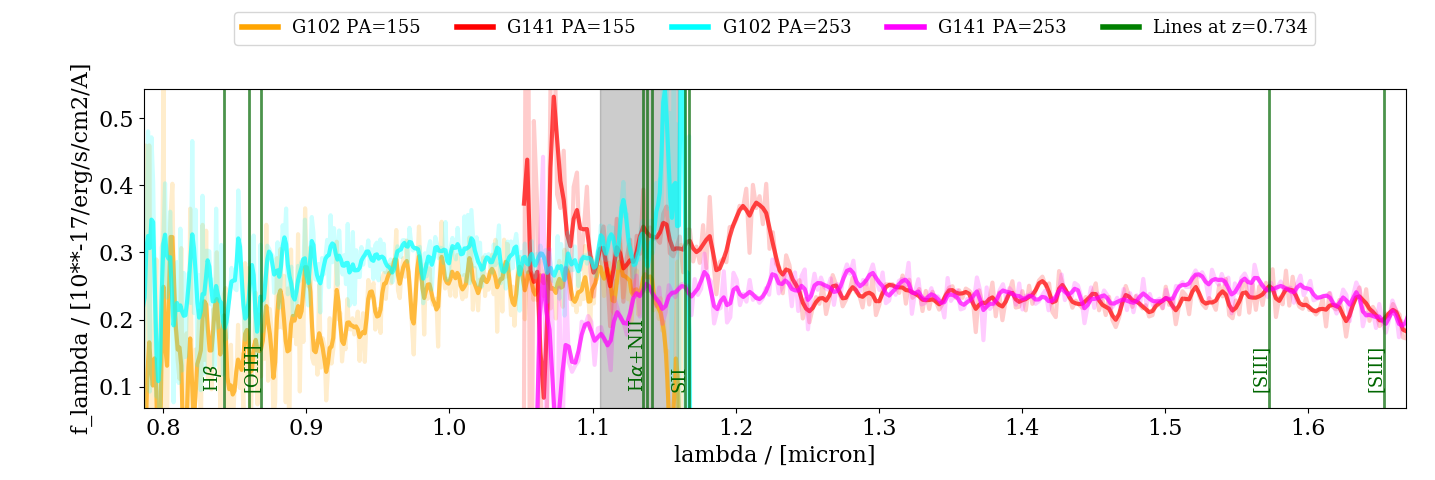 G102 PA=155 G141 PA=155 G102 PA=253 G141 PA=253 Lines at z=0.734
f_lambda / [10**-17/erg/s/cm2/A]
0.5
0.4
0.3
0.2
0.1
Hβ
[OIII]
Hα+NII
SII
[SIII]
[SIII]
0.8 0.9 1.0 1.1 1.2 1.3 1.4 1.5 1.6
lambda / [micron]